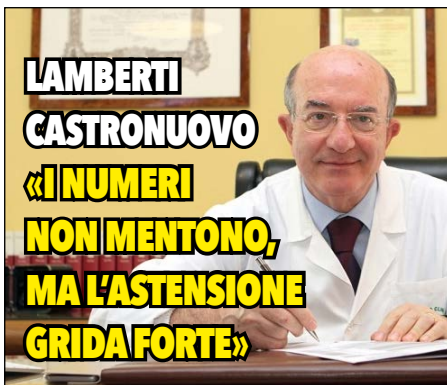 LAMBERTI
CASTRONUOVO
«I NUMERI
NON MENTONO,
MA L'ASTENSIONE
GRIDA FORTE»